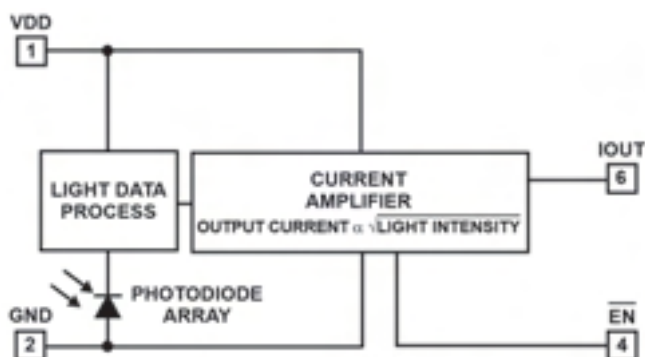 VDD
1
LIGHT DATA
PROCESS
CURRENT
AMPLIFIER
OUTPUT CURRENT α √LIGHT INTENSITY
IOUT
6
PHOTODIODE
ARRAY
GND
2
EN
4